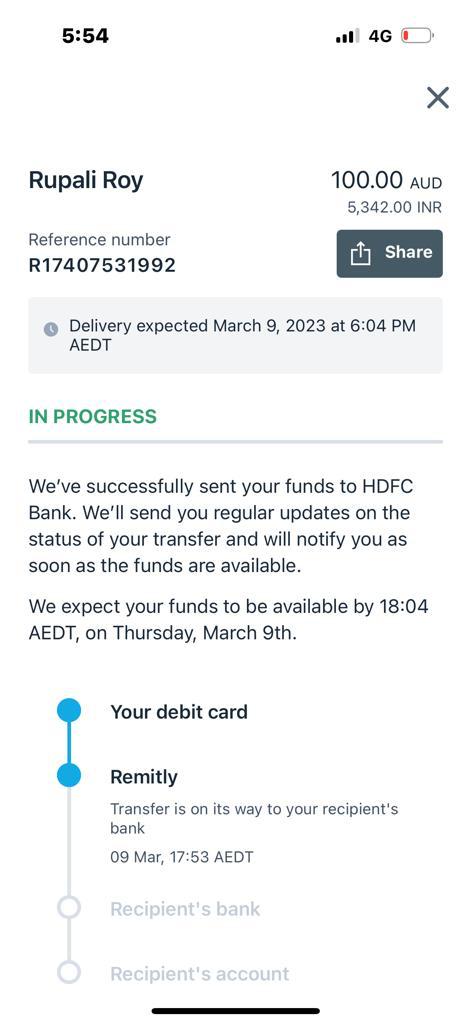 5:54
4G
Rupali Roy
100.00 AUD
5,342.00 INR
Reference number
R17407531992
Share
Delivery expected March 9, 2023 at 6:04 PM
AEDT
IN PROGRESS
We’ve successfully sent your funds to HDFC
Bank. We’ll send you regular updates on the
status of your transfer and will notify you as
soon as the funds are available.
We expect your funds to be available by 18:04
AEDT, on Thursday, March 9th.
Your debit card
Remitly
Transfer is on its way to your recipient's
bank
09 Mar, 17:53 AEDT
Recipient's bank
Recipient's account